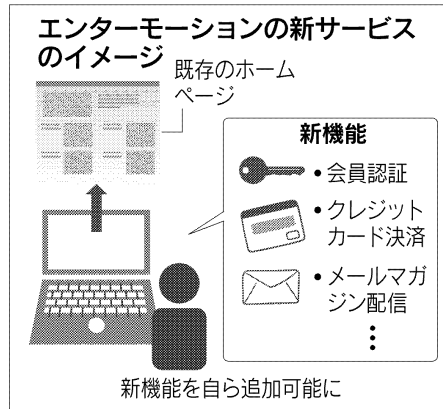 エンターモーションの新サービス
のイメージ
既存のホーム
ページ
新機能
•会員認証
•クレジット
カード決済
•メールマガ
ジン配信
⋮
新機能を自ら追加可能に